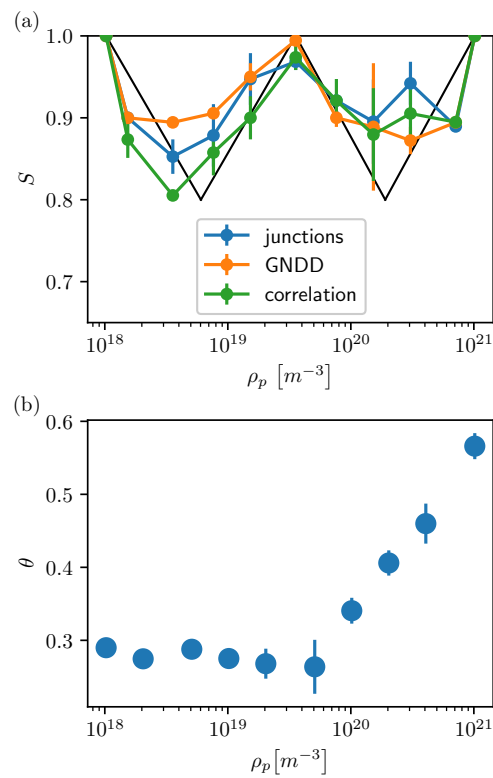 (a)
1.0
0.9
0.8
0.7
S
junctions
GNDD
correlation
10^18 10^19 10^20 10^21
ρ_p [m^−3]
(b)
0.6
0.5
0.4
0.3
θ
10^18 10^19 10^20 10^21
ρ_p[m^−3]